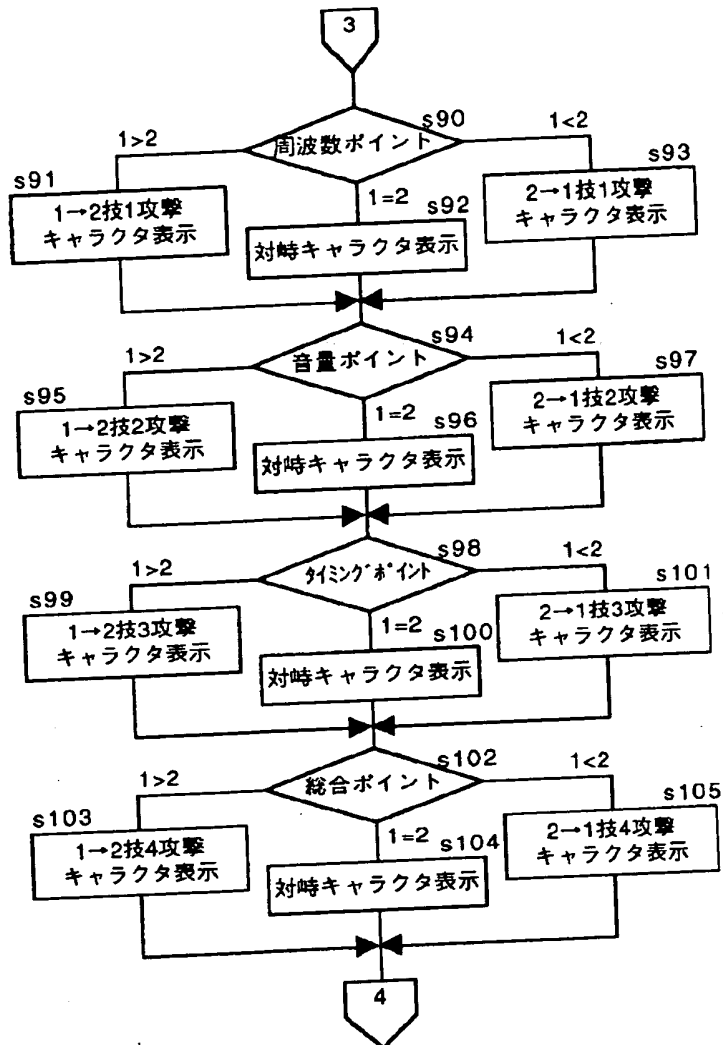 3
s90
1>2
周波数ポイント
1<2
s91
s93
1→2技1攻撃
キャラクタ表示
1=2
s92
対峙キャラクタ表示
2→1技1攻撃
キャラクタ表示
s94
1>2
音量ポイント
1<2
s95
s97
1→2技2攻撃
キャラクタ表示
1=2
s96
対峙キャラクタ表示
2→1技2攻撃
キャラクタ表示
s98
1>2
タイミングポイント
1<2
s99
s101
1→2技3攻撃
キャラクタ表示
1=2
s100
対峙キャラクタ表示
2→1技3攻撃
キャラクタ表示
s102
1>2
総合ポイント
1<2
s103
s105
1→2技4攻撃
キャラクタ表示
1=2
s104
対峙キャラクタ表示
2→1技4攻撃
キャラクタ表示
4